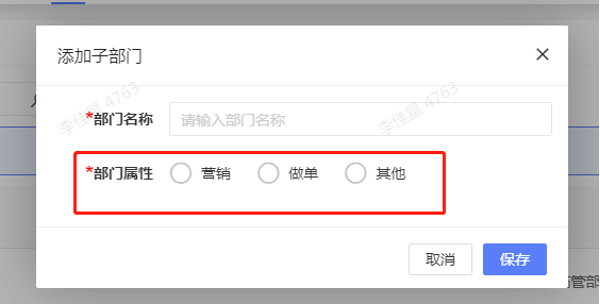 添加子部门
*部门名称 请输入部门名称
*部门属性 营销 做单 其他
取消 保存
管部
李佳星 4763
李佳星 4763